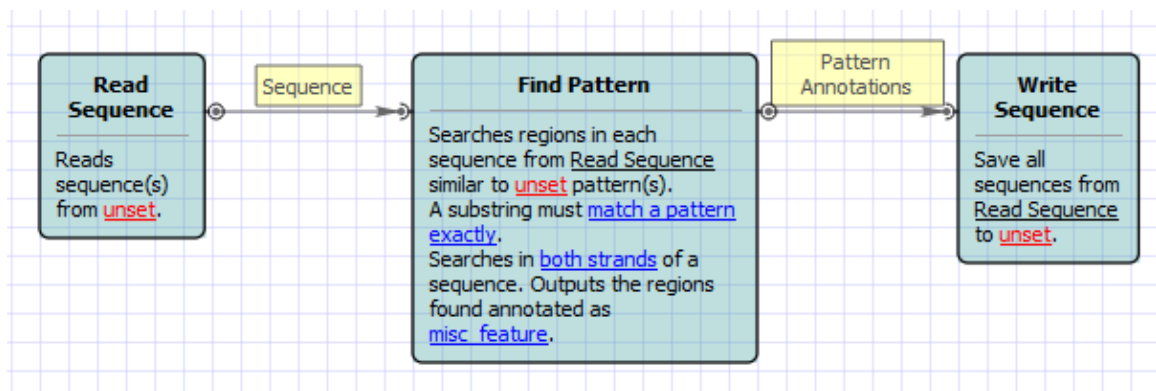 Read
Sequence
Reads
sequence(s)
from unset.
Sequence
Find Pattern
Searches regions in each
sequence from Read Sequence
similar to unset pattern(s).
A substring must match a pattern
exactly.
Searches in both strands of a
sequence. Outputs the regions
found annotated as
misc_feature.
Pattern
Annotations
Write
Sequence
Save all
sequences from
Read Sequence
to unset.